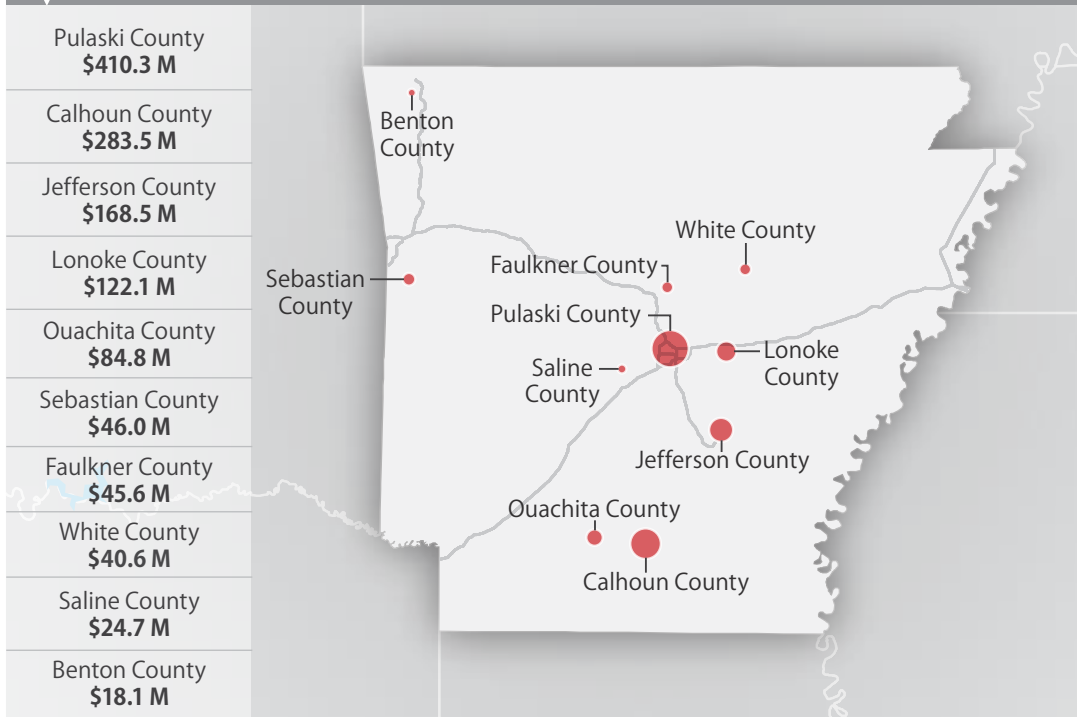 Pulaski County
$410.3 M
Calhoun County
$283.5 M
Jefferson County
$168.5 M
Lonoke County
$122.1 M
Ouachita County
$84.8 M
Sebastian County
$46.0 M
Faulkner County
$45.6 M
White County
$40.6 M
Saline County
$24.7 M
Benton County
$18.1 M
Benton
County
White County
Faulkner County
Sebastian
County
Pulaski County
Lonoke
County
Saline
County
Jefferson County
Ouachita County
Calhoun County